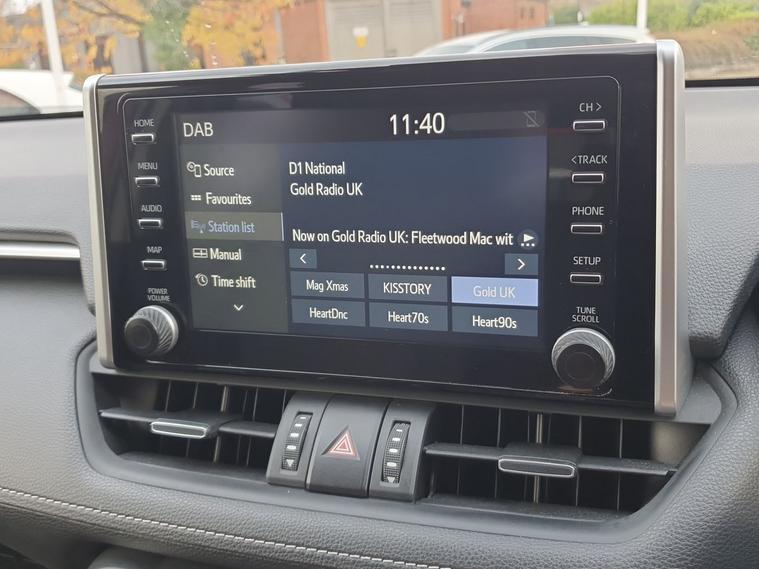 HOME
MENU
AUDIO
MAP
POWER
VOLUME
DAB
11:40
Source
Favourites
Station list
Manual
Time shift
D1 National
Gold Radio UK
Now on Gold Radio UK: Fleetwood Mac wit
Mag Xmas
KISSTORY
Gold UK
HeartDnc
Heart70s
Heart90s
CH >
< TRACK
PHONE
SETUP
TUNE
SCROLL